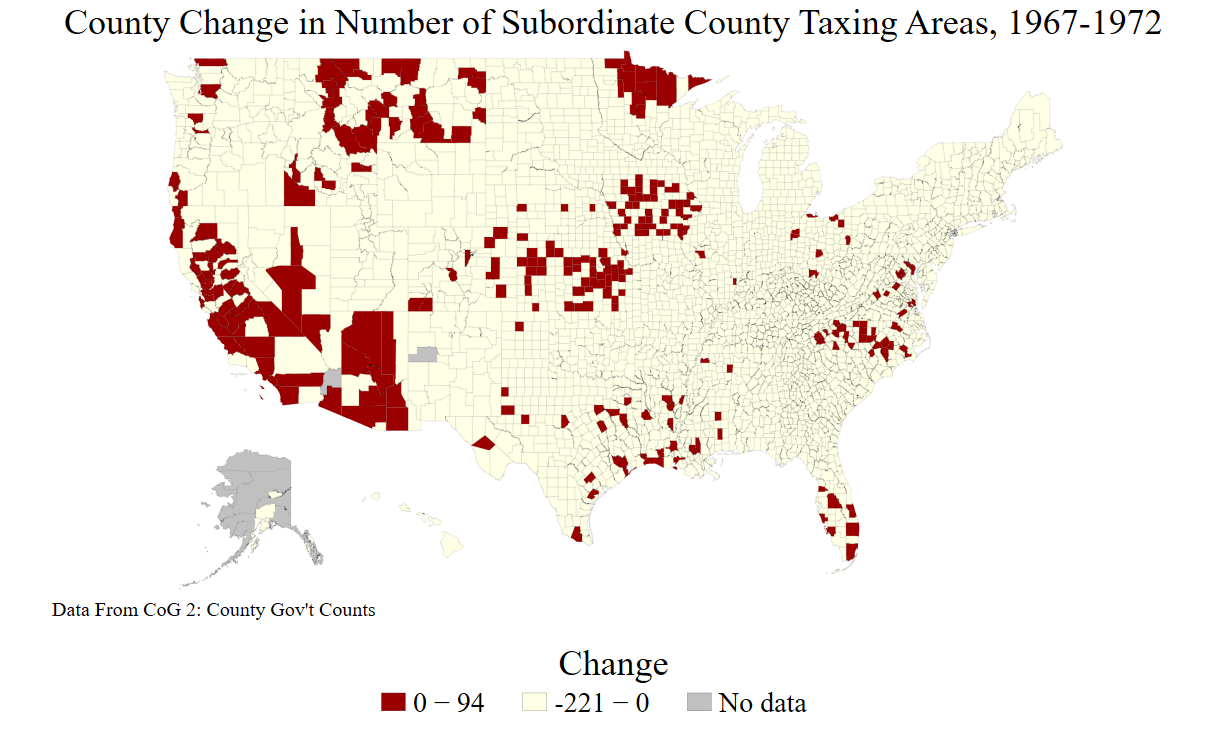 County Change in Number of Subordinate County Taxing Areas, 1967-1972
Data From CoG 2: County Gov't Counts
Change
0 − 94
-221 − 0
No data